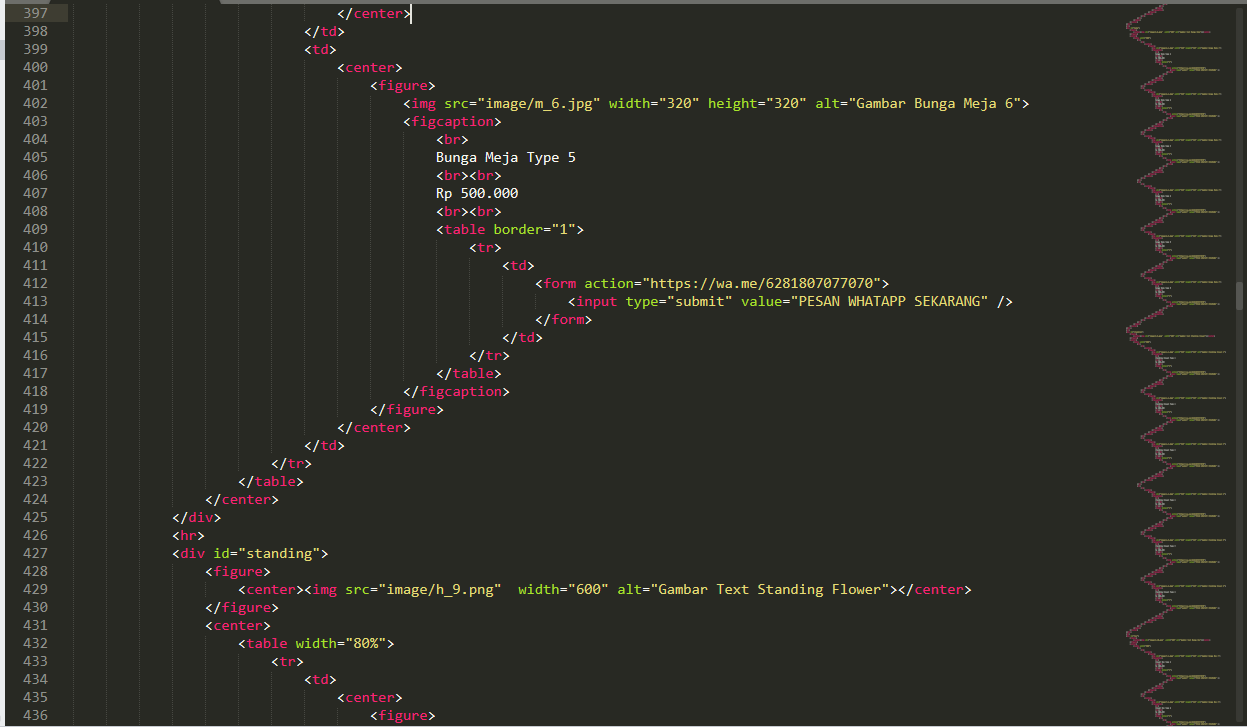 397 </center>
398 </td>
399 <td>
400 <center>
401 <figure>
402 <img src="image/m_6.jpg" width="320" height="320" alt="Gambar Bunga Meja 6">
403 <figcaption>
404 <br>
405 Bunga Meja Type 5
406 <br><br>
407 Rp 500.000
408 <br><br>
409 <table border="1">
410 <tr>
411 <td>
412 <form action="https://wa.me/6281807077070">
413 <input type="submit" value="PESAN WHATAPP SEKARANG" />
414 </form>
415 </td>
416 </tr>
417 </table>
418 </figcaption>
419 </figure>
420 </center>
421 </td>
422 </tr>
423 </table>
424 </center>
425 </div>
426 <hr>
427 <div id="standing">
428 <figure>
429 <center><img src="image/h_9.png"  width="600" alt="Gambar Text Standing Flower"></center>
430 </figure>
431 <center>
432 <table width="80%">
433 <tr>
434 <td>
435 <center>
436 <figure>